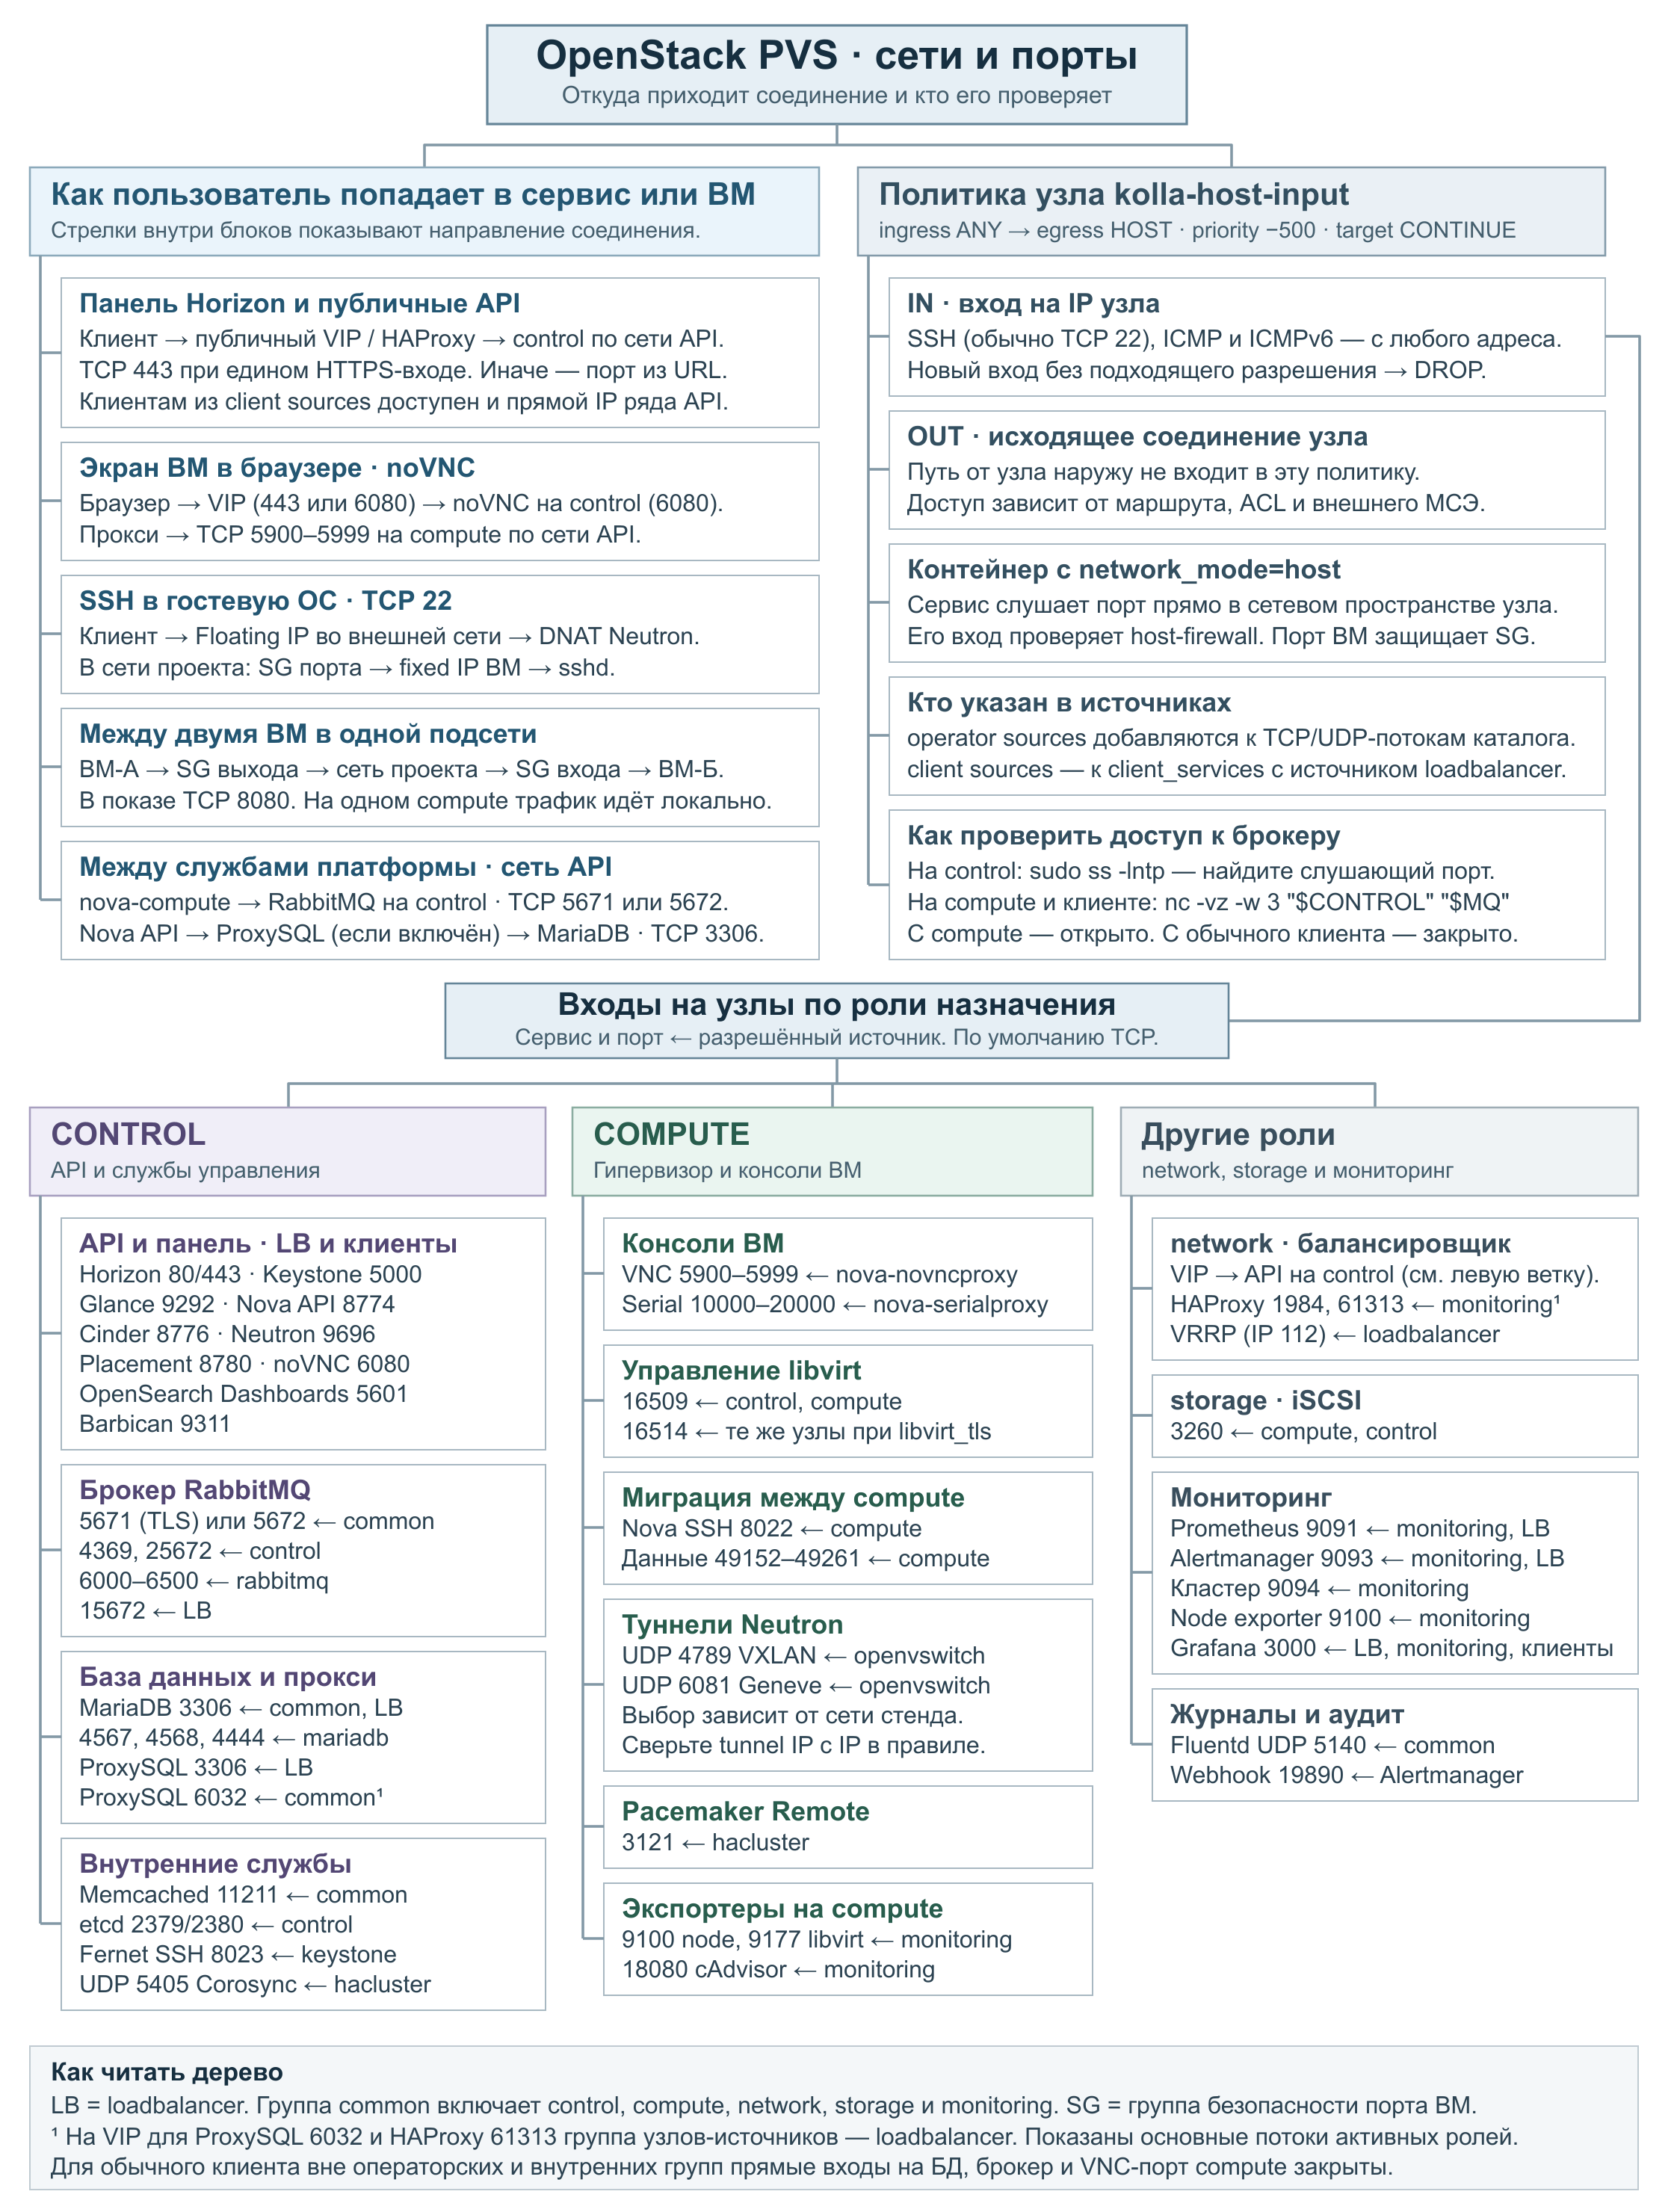 OpenStack PVS · сети и порты
Откуда приходит соединение и кто его проверяет
Как пользователь попадает в сервис или ВМ
Стрелки внутри блоков показывают направление соединения.
Панель Horizon и публичные API
Клиент → публичный VIP / HAProxy → control по сети API.
TCP 443 при едином HTTPS-входе. Иначе — порт из URL.
Клиентам из client sources доступен и прямой IP ряда API.
Экран ВМ в браузере · noVNC
Браузер → VIP (443 или 6080) → noVNC на control (6080).
Прокси → TCP 5900–5999 на compute по сети API.
SSH в гостевую ОС · TCP 22
Клиент → Floating IP во внешней сети → DNAT Neutron.
В сети проекта: SG порта → fixed IP ВМ → sshd.
Между двумя ВМ в одной подсети
ВМ-А → SG выхода → сеть проекта → SG входа → ВМ-Б.
В показе TCP 8080. На одном compute трафик идёт локально.
Между службами платформы · сеть API
nova-compute → RabbitMQ на control · TCP 5671 или 5672.
Nova API → ProxySQL (если включён) → MariaDB · TCP 3306.
Политика узла kolla-host-input
ingress ANY → egress HOST · priority −500 · target CONTINUE
IN · вход на IP узла
SSH (обычно TCP 22), ICMP и ICMPv6 — с любого адреса.
Новый вход без подходящего разрешения → DROP.
OUT · исходящее соединение узла
Путь от узла наружу не входит в эту политику.
Доступ зависит от маршрута, ACL и внешнего МСЭ.
Контейнер с network_mode=host
Сервис слушает порт прямо в сетевом пространстве узла.
Его вход проверяет host-firewall. Порт ВМ защищает SG.
Кто указан в источниках
operator sources добавляются к TCP/UDP-потокам каталога.
client sources — к client_services с источником loadbalancer.
Как проверить доступ к брокеру
На control: sudo ss -lntp — найдите слушающий порт.
На compute и клиенте: nc -vz -w 3 "$CONTROL" "$MQ"
С compute — открыто. С обычного клиента — закрыто.
Входы на узлы по роли назначения
Сервис и порт ← разрешённый источник. По умолчанию TCP.
CONTROL
API и службы управления
API и панель · LB и клиенты
Horizon 80/443 · Keystone 5000
Glance 9292 · Nova API 8774
Cinder 8776 · Neutron 9696
Placement 8780 · noVNC 6080
OpenSearch Dashboards 5601
Barbican 9311
Брокер RabbitMQ
5671 (TLS) или 5672 ← common
4369, 25672 ← control
6000–6500 ← rabbitmq
15672 ← LB
База данных и прокси
MariaDB 3306 ← common, LB
4567, 4568, 4444 ← mariadb
ProxySQL 3306 ← LB
ProxySQL 6032 ← common¹
Внутренние службы
Memcached 11211 ← common
etcd 2379/2380 ← control
Fernet SSH 8023 ← keystone
UDP 5405 Corosync ← hacluster
COMPUTE
Гипервизор и консоли ВМ
Консоли ВМ
VNC 5900–5999 ← nova-novncproxy
Serial 10000–20000 ← nova-serialproxy
Управление libvirt
16509 ← control, compute
16514 ← те же узлы при libvirt_tls
Миграция между compute
Nova SSH 8022 ← compute
Данные 49152–49261 ← compute
Туннели Neutron
UDP 4789 VXLAN ← openvswitch
UDP 6081 Geneve ← openvswitch
Выбор зависит от сети стенда.
Сверьте tunnel IP с IP в правиле.
Pacemaker Remote
3121 ← hacluster
Экспортеры на compute
9100 node, 9177 libvirt ← monitoring
18080 cAdvisor ← monitoring
Другие роли
network, storage и мониторинг
network · балансировщик
VIP → API на control (см. левую ветку).
HAProxy 1984, 61313 ← monitoring¹
VRRP (IP 112) ← loadbalancer
storage · iSCSI
3260 ← compute, control
Мониторинг
Prometheus 9091 ← monitoring, LB
Alertmanager 9093 ← monitoring, LB
Кластер 9094 ← monitoring
Node exporter 9100 ← monitoring
Grafana 3000 ← LB, monitoring, клиенты
Журналы и аудит
Fluentd UDP 5140 ← common
Webhook 19890 ← Alertmanager
Как читать дерево
LB = loadbalancer. Группа common включает control, compute, network, storage и monitoring. SG = группа безопасности порта ВМ.
¹ На VIP для ProxySQL 6032 и HAProxy 61313 группа узлов-источников — loadbalancer. Показаны основные потоки активных ролей.
Для обычного клиента вне операторских и внутренних групп прямые входы на БД, брокер и VNC-порт compute закрыты.